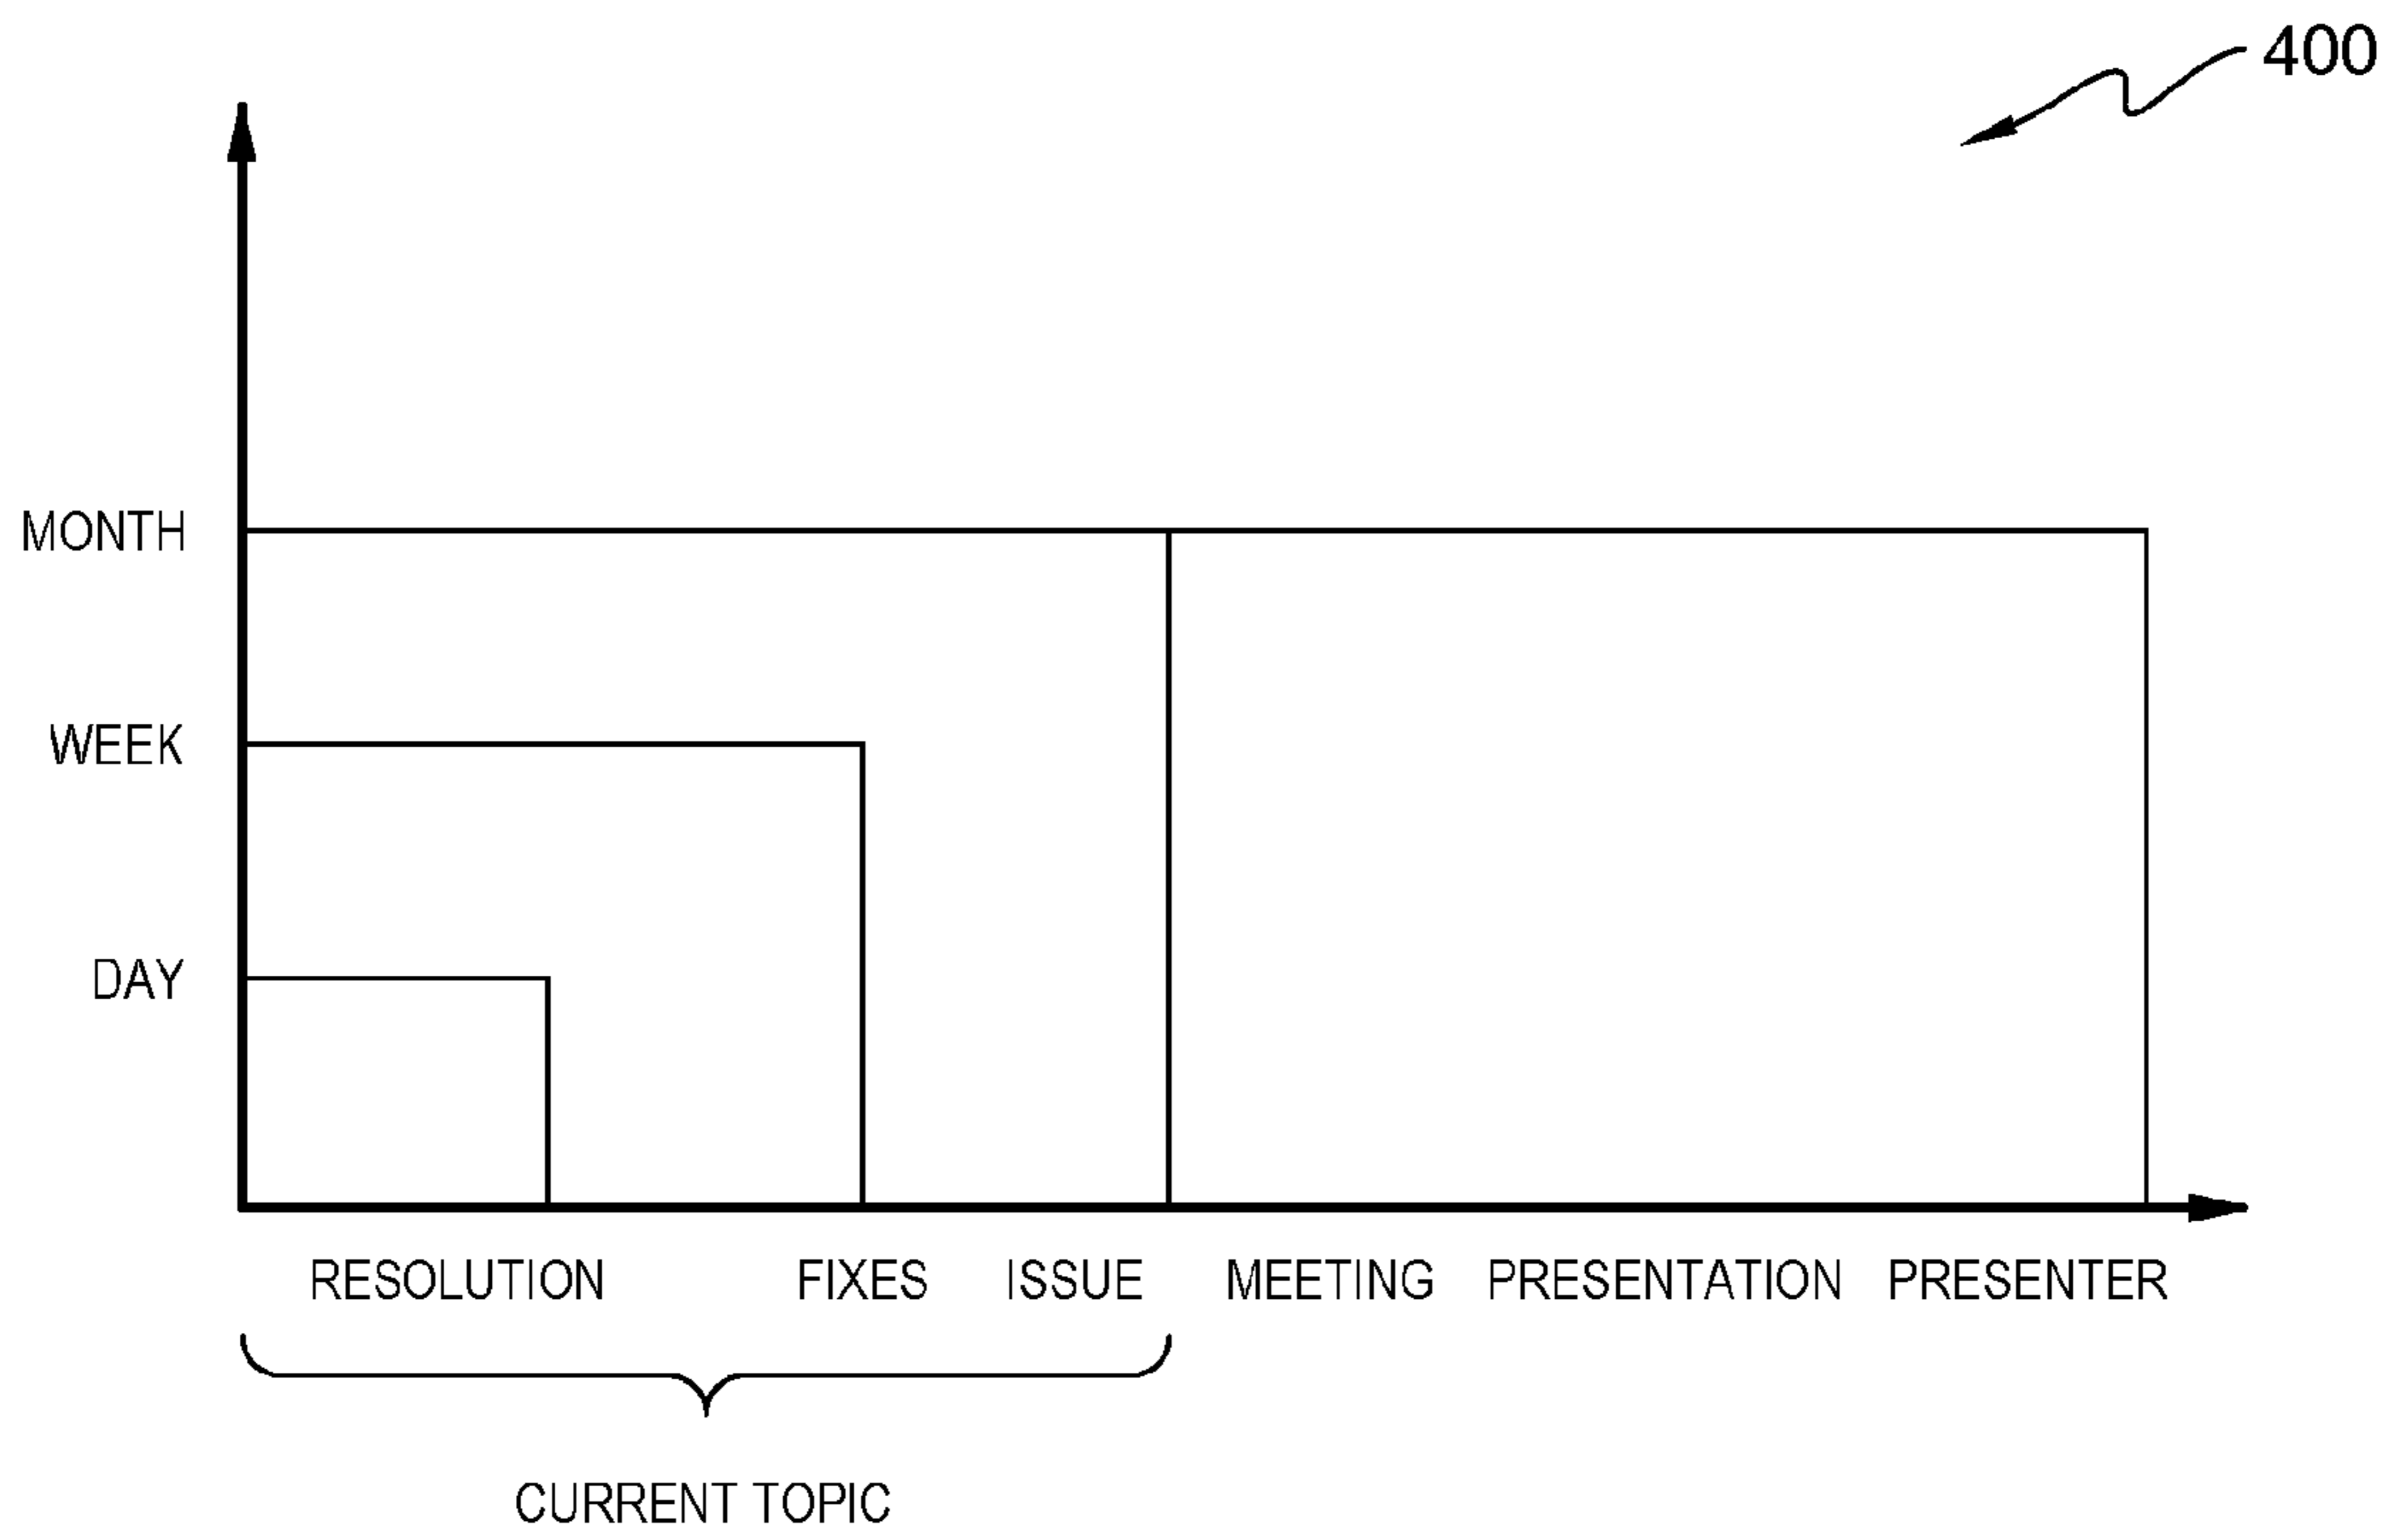 400
MONTH
WEEK
DAY
RESOLUTION FIXES ISSUE MEETING PRESENTATION PRESENTER
CURRENT TOPIC